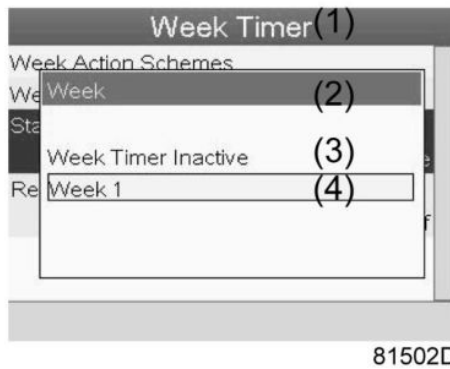 Week Timer(1)
Week Action Schemes
We
Week (2)
Sta
Week Timer Inactive (3)
e
Re Week 1 (4)
f
81502D